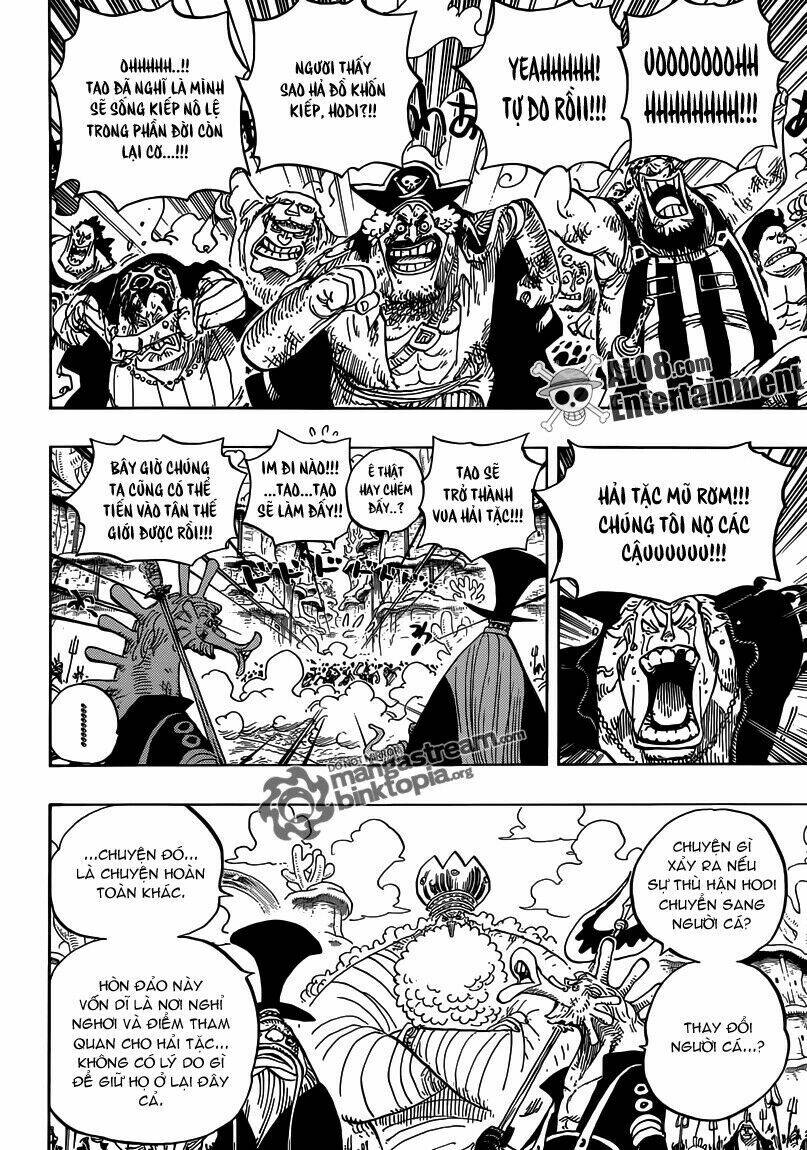 UOOOOOOOHH
HHHHHHHHHH!!!
YEAHHHHHH!
TỰ DO RỒIII!!!
NGƯƠI THẤY
SAO HẢ ĐỒ KHỐN
KIẾP, HODI?!!
OHHHHH..!!
TAO ĐÃ NGHĨ LÀ MÌNH
SẼ SỐNG KIẾP NÔ LỆ
TRONG PHẦN ĐỜI CÒN
LẠI CƠ...!!!
ALO8.com
Entertainment
HẢI TẶC MŨ RƠM!!!
CHÚNG TÔI NỢ CÁC
CẬUUUUUU!!!
TAO SẼ
TRỞ THÀNH
VUA HẢI TẶC!!!
Ê THẬT
HAY CHÉM
ĐẤY..?
IM ĐI NÀO!!!
...TAO...TAO
SẼ LÀM ĐẤY!!
BÂY GIỜ CHÚNG
TA CŨNG CÓ THỂ
TIẾN VÀO TÂN THẾ
GIỚI ĐƯỢC RỒI!!!
mangastream.com
binktopia.org
CHUYỆN GÌ
XẢY RA NẾU
SỰ THÙ HẬN HODI
CHUYỂN SANG
NGƯỜI CÁ?
THAY ĐỔI
NGƯỜI CÁ...?
...CHUYỆN ĐÓ...
LÀ CHUYỆN HOÀN
TOÀN KHÁC.
HÒN ĐẢO NÀY
VỐN DĨ LÀ NƠI NGHỈ
NGƠI VÀ ĐIỂM THAM
QUAN CHO HẢI TẶC...
KHÔNG CÓ LÝ DO GÌ
ĐỂ GIỮ HỌ Ở LẠI ĐÂY
CẢ.